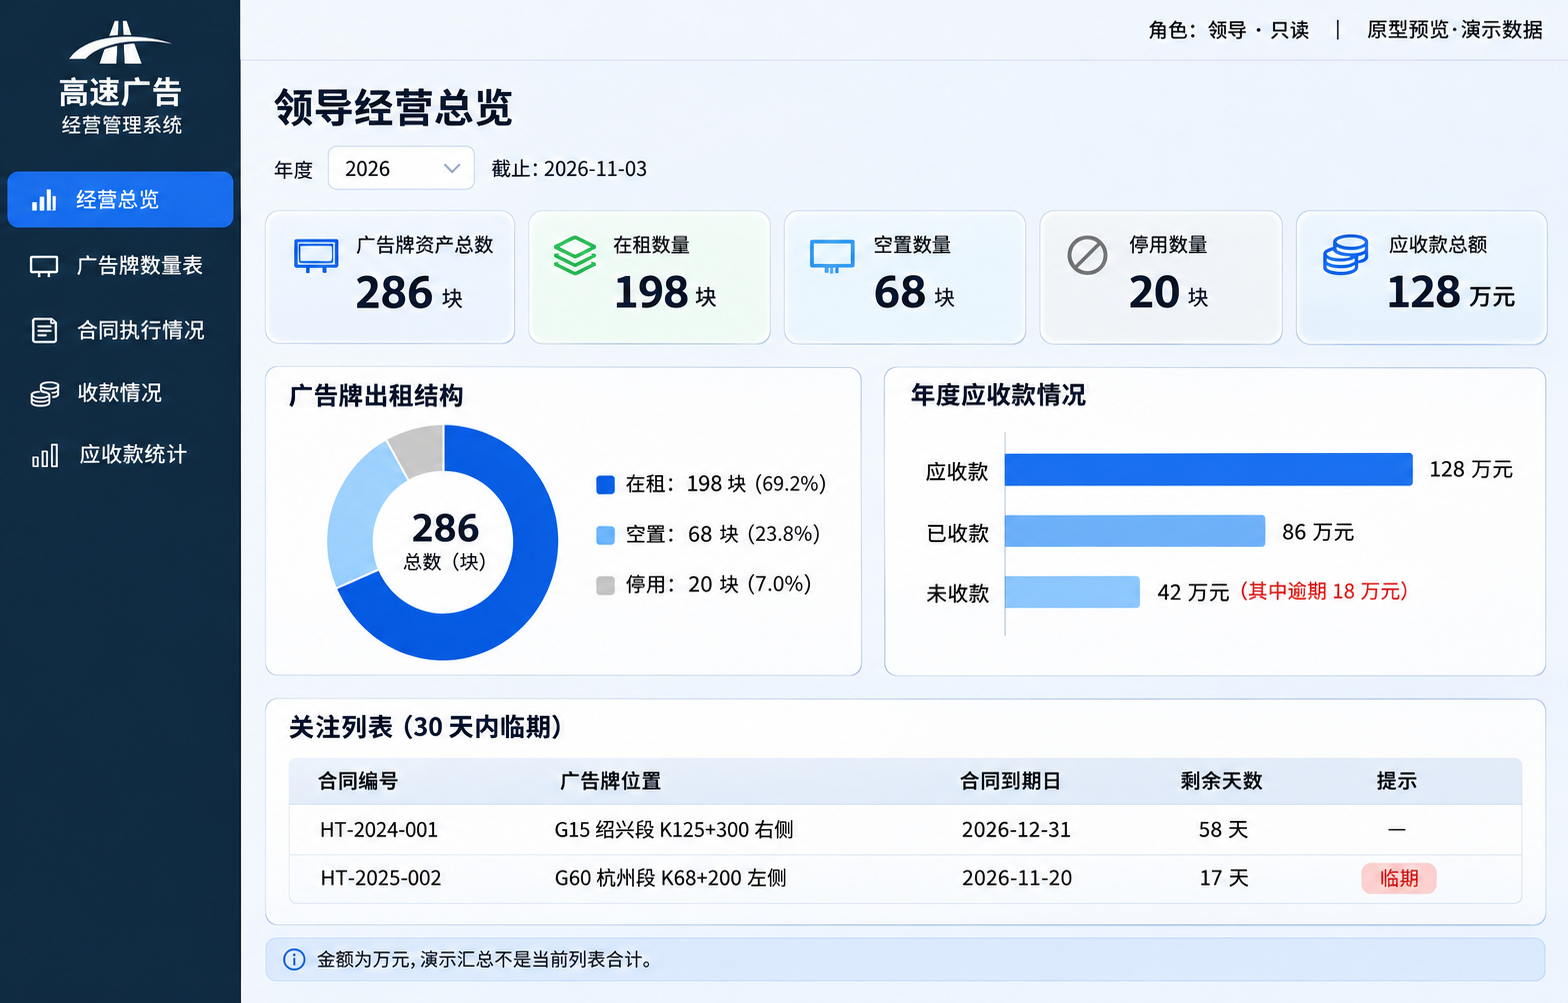 高速广告
经营管理系统
经营总览
广告牌数量表
合同执行情况
收款情况
应收款统计
角色：领导 · 只读 | 原型预览·演示数据
领导经营总览
年度 2026 截止：2026-11-03
广告牌资产总数
286 块
在租数量
198 块
空置数量
68 块
停用数量
20 块
应收款总额
128 万元
广告牌出租结构
286
总数（块）
在租：198 块 (69.2%)
空置：68 块 (23.8%)
停用：20 块 (7.0%)
年度应收款情况
应收款 128 万元
已收款 86 万元
未收款 42 万元（其中逾期 18 万元）
关注列表（30 天内临期）
合同编号 广告牌位置 合同到期日 剩余天数 提示
HT-2024-001 G15 绍兴段 K125+300 右侧 2026-12-31 58 天 —
HT-2025-002 G60 杭州段 K68+200 左侧 2026-11-20 17 天 临期
金额为万元，演示汇总不是当前列表合计。